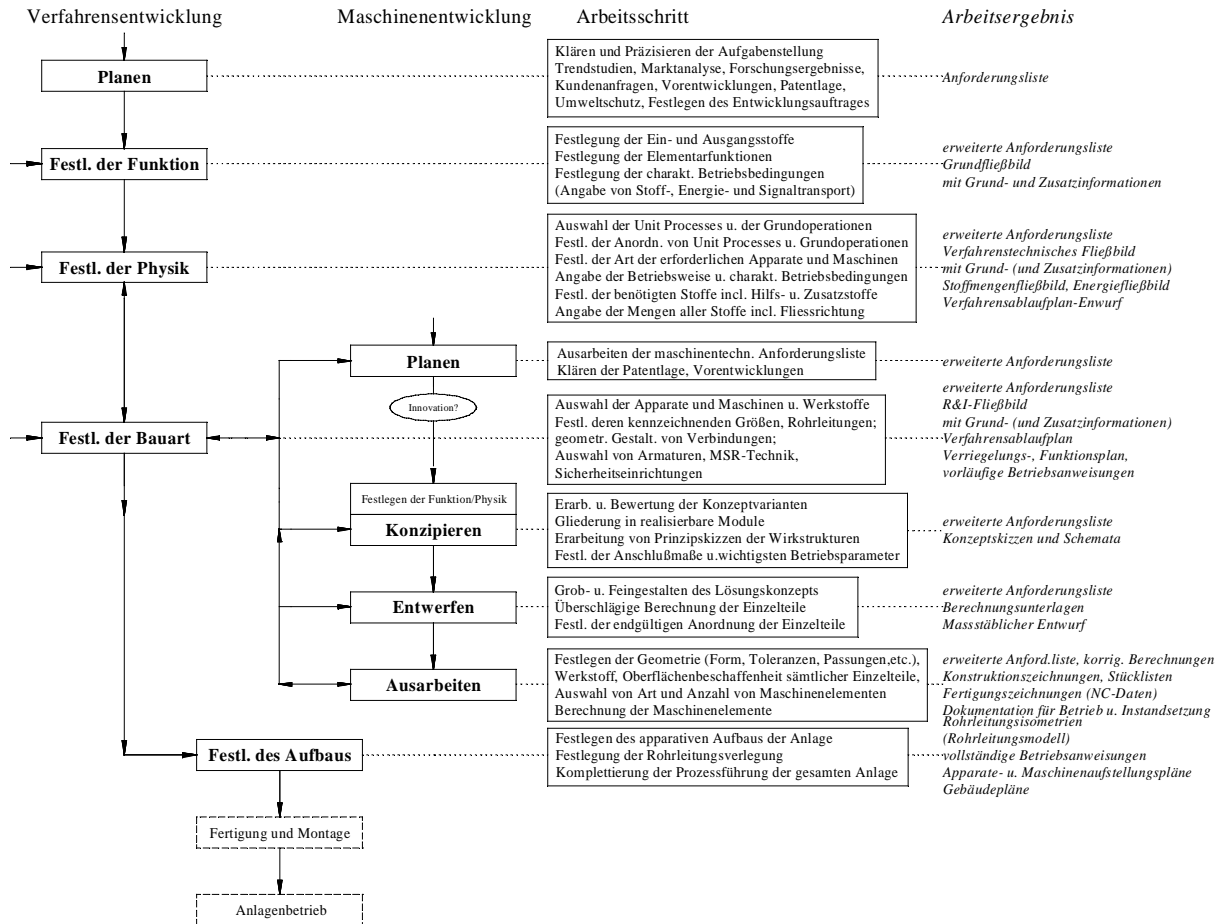 Verfahrensentwicklung
Maschinenentwicklung
Arbeitsschritt
Arbeitsergebnis
Planen
Klären und Präzisieren der Aufgabenstellung
Trendstudien, Marktanalyse, Forschungsergebnisse,
Kundenanfragen, Vorentwicklungen, Patentlage,
Umweltschutz, Festlegen des Entwicklungsauftrages
Anforderungsliste
Festl. der Funktion
Festlegung der Ein- und Ausgangsstoffe
Festlegung der Elementarfunktionen
Festlegung der charakt. Betriebsbedingungen
(Angabe von Stoff-, Energie- und Signaltransport)
erweiterte Anforderungsliste
Grundfließbild
mit Grund- und Zusatzinformationen
Festl. der Physik
Auswahl der Unit Processes u. der Grundoperationen
Festl. der Anordn. von Unit Processes u. Grundoperationen
Festl. der Art der erforderlichen Apparate und Maschinen
Angabe der Betriebsweise u. charakt. Betriebsbedingungen
Festl. der benötigten Stoffe incl. Hilfs- u. Zusatzstoffe
Angabe der Mengen aller Stoffe incl. Fliessrichtung
erweiterte Anforderungsliste
Verfahrenstechnisches Fließbild
mit Grund- (und Zusatzinformationen)
Stoffmengenfließbild, Energiefließbild
Verfahrensablaufplan-Enwurf
Planen
Ausarbeiten der maschinentechn. Anforderungsliste
Klären der Patentlage, Vorentwicklungen
erweiterte Anforderungsliste
Innovation?
Festl. der Bauart
Auswahl der Apparate und Maschinen u. Werkstoffe
Festl. deren kennzeichnenden Größen, Rohrleitungen;
geometr. Gestalt. von Verbindungen;
Auswahl von Armaturen, MSR-Technik,
Sicherheitseinrichtungen
erweiterte Anforderungsliste
R&I-Fließbild
mit Grund- (und Zusatzinformationen)
Verfahrensablaufplan
Verriegelungs-, Funktionsplan,
vorläufige Betriebsanweisungen
Festlegen der Funktion/Physik
Konzipieren
Erarb. u. Bewertung der Konzeptvarianten
Gliederung in realisierbare Module
Erarbeitung von Prinzipskizzen der Wirkstrukturen
Festl. der Anschlußmaße u.wichtigsten Betriebsparameter
erweiterte Anforderungsliste
Konzeptskizzen und Schemata
Entwerfen
Grob- u. Feingestalten des Lösungskonzepts
Überschlägige Berechnung der Einzelteile
Festl. der endgültigen Anordnung der Einzelteile
erweiterte Anforderungsliste
Berechnungsunterlagen
Massstäblicher Entwurf
Ausarbeiten
Festlegen der Geometrie (Form, Toleranzen, Passungen,etc.),
Werkstoff, Oberflächenbeschaffenheit sämtlicher Einzelteile,
Auswahl von Art und Anzahl von Maschinenelementen
Berechnung der Maschinenelemente
erweiterte Anford.liste, korrig. Berechnungen
Konstruktionszeichnungen, Stücklisten
Fertigungszeichnungen (NC-Daten)
Dokumentation für Betrieb u. Instandsetzung
Festl. des Aufbaus
Festlegen des apparativen Aufbaus der Anlage
Festlegung der Rohrleitungsverlegung
Komplettierung der Prozessführung der gesamten Anlage
Rohrleitungsisometrien
(Rohrleitungsmodell)
vollständige Betriebsanweisungen
Apparate- u. Maschinenaufstellungspläne
Gebäudepläne
Fertigung und Montage
Anlagenbetrieb